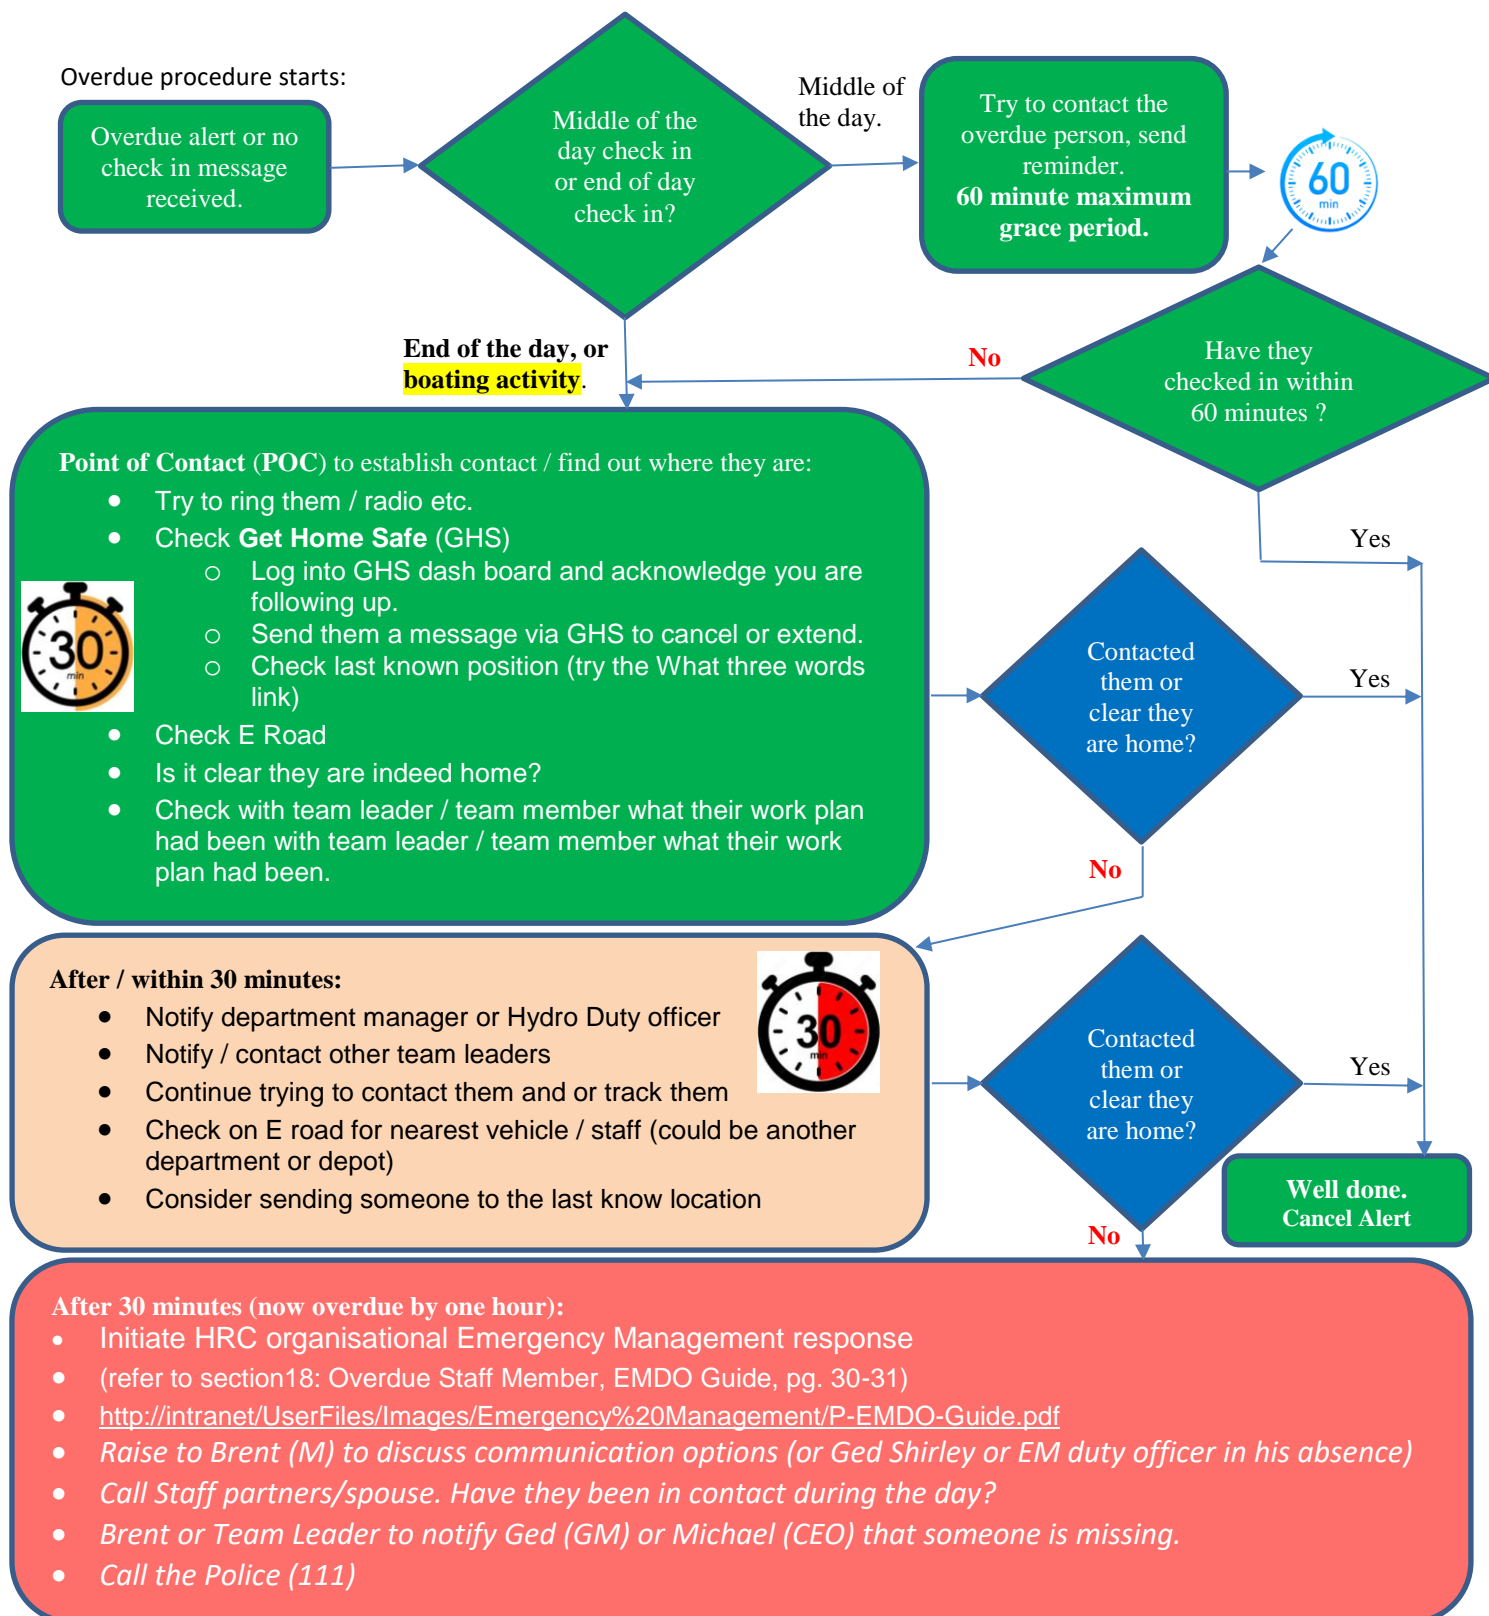 Overdue procedure starts:
Overdue alert or no
check in message
received.
Middle of the
day check in
or end of day
check in?
Middle of
the day.
Try to contact the
overdue person, send
reminder.
60 minute maximum
grace period.
60
min
Have they
checked in within
60 minutes ?
No
Yes
End of the day, or
boating activity.
Point of Contact (POC) to establish contact / find out where they are:
• Try to ring them / radio etc.
• Check Get Home Safe (GHS)
o Log into GHS dash board and acknowledge you are
following up.
o Send them a message via GHS to cancel or extend.
o Check last known position (try the What three words
link)
• Check E Road
• Is it clear they are indeed home?
• Check with team leader / team member what their work plan
had been with team leader / team member what their work
plan had been.
30
min
Contacted
them or
clear they
are home?
Yes
No
After / within 30 minutes:
• Notify department manager or Hydro Duty officer
• Notify / contact other team leaders
• Continue trying to contact them and or track them
• Check on E road for nearest vehicle / staff (could be another
department or depot)
• Consider sending someone to the last know location
30
min
Contacted
them or
clear they
are home?
Yes
No
Well done.
Cancel Alert
After 30 minutes (now overdue by one hour):
• Initiate HRC organisational Emergency Management response
• (refer to section18: Overdue Staff Member, EMDO Guide, pg. 30-31)
• http://intranet/UserFiles/Images/Emergency%20Management/P-EMDO-Guide.pdf
• Raise to Brent (M) to discuss communication options (or Ged Shirley or EM duty officer in his absence)
• Call Staff partners/spouse. Have they been in contact during the day?
• Brent or Team Leader to notify Ged (GM) or Michael (CEO) that someone is missing.
• Call the Police (111)